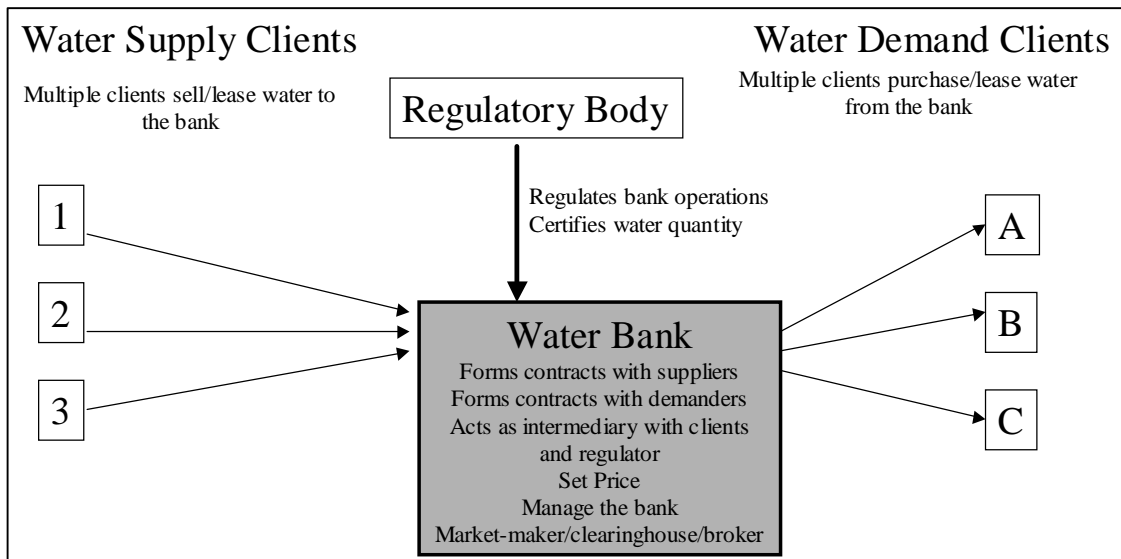 Water Supply Clients
Multiple clients sell/lease water to
the bank
Water Demand Clients
Multiple clients purchase/lease water
from the bank
Regulatory Body
Regulates bank operations
Certifies water quantity
1
2
3
A
B
C
Water Bank
Forms contracts with suppliers
Forms contracts with demanders
Acts as intermediary with clients
and regulator
Set Price
Manage the bank
Market-maker/clearinghouse/broker